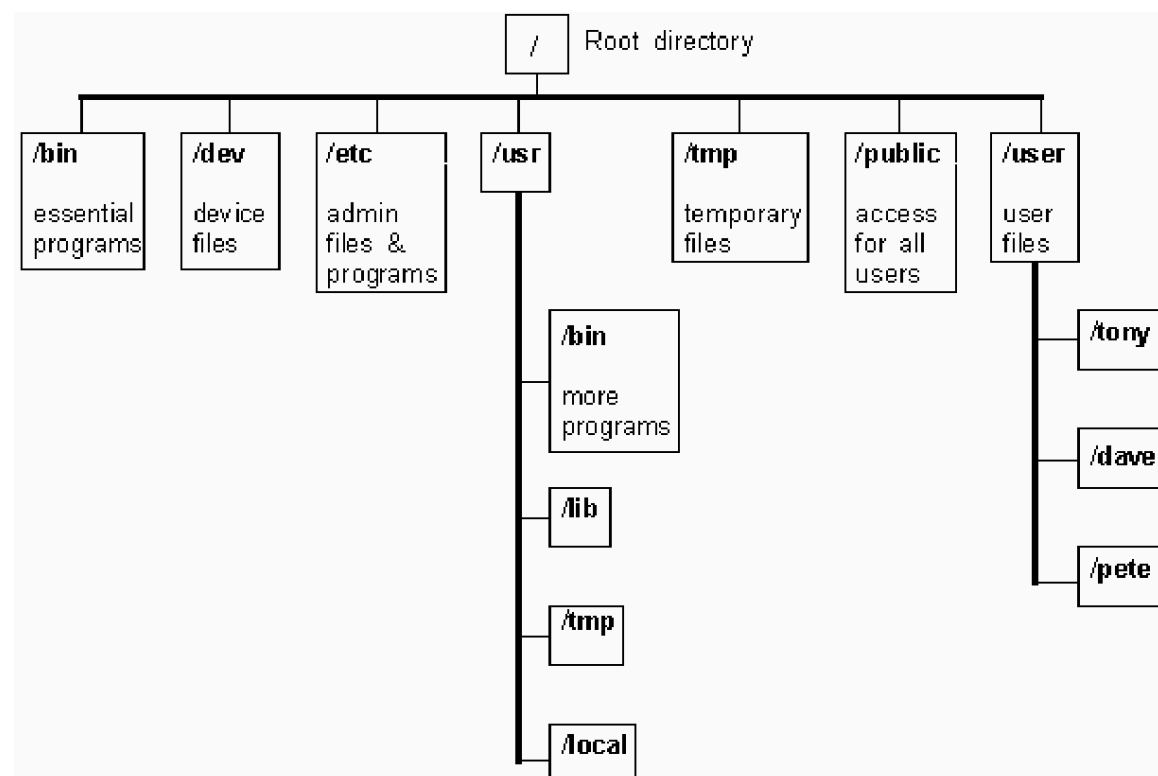 /
Root directory
/bin
essential
programs
/dev
device
files
/etc
admin
files &
programs
/usr
/tmp
temporary
files
/public
access
for all
users
/user
user
files
/bin
more
programs
/lib
/tmp
/local
/tony
/dave
/pete